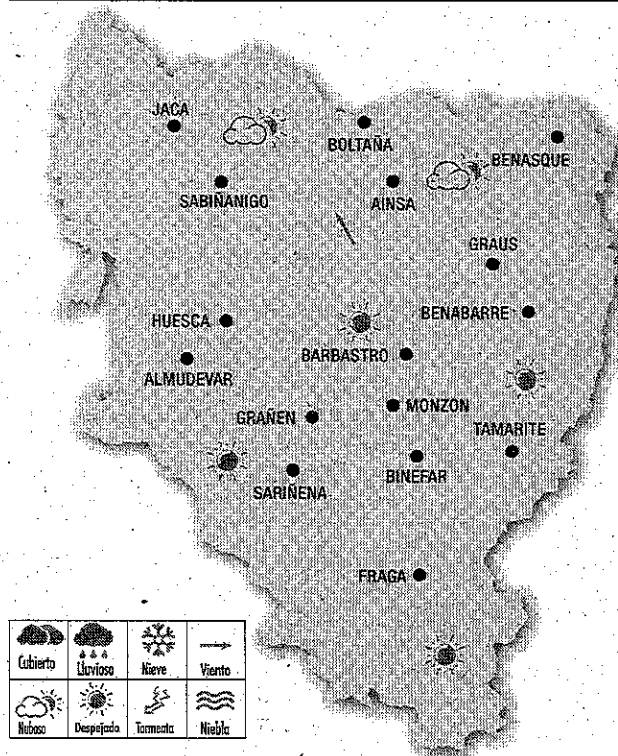 JACA
BOLTAÑA
BENASQUE
SABIÑANIGO
AINSA
GRAUS
HUESCA
BENABARRE
BARBASTRO
ALMUDEVAR
GRAÑEN
MONZON
TAMARITE
SARIÑENA
BINEFAR
FRAGA
Cubierto Lluvioso Nieve Viento
Nuboso Despejado Tormenta Niebla